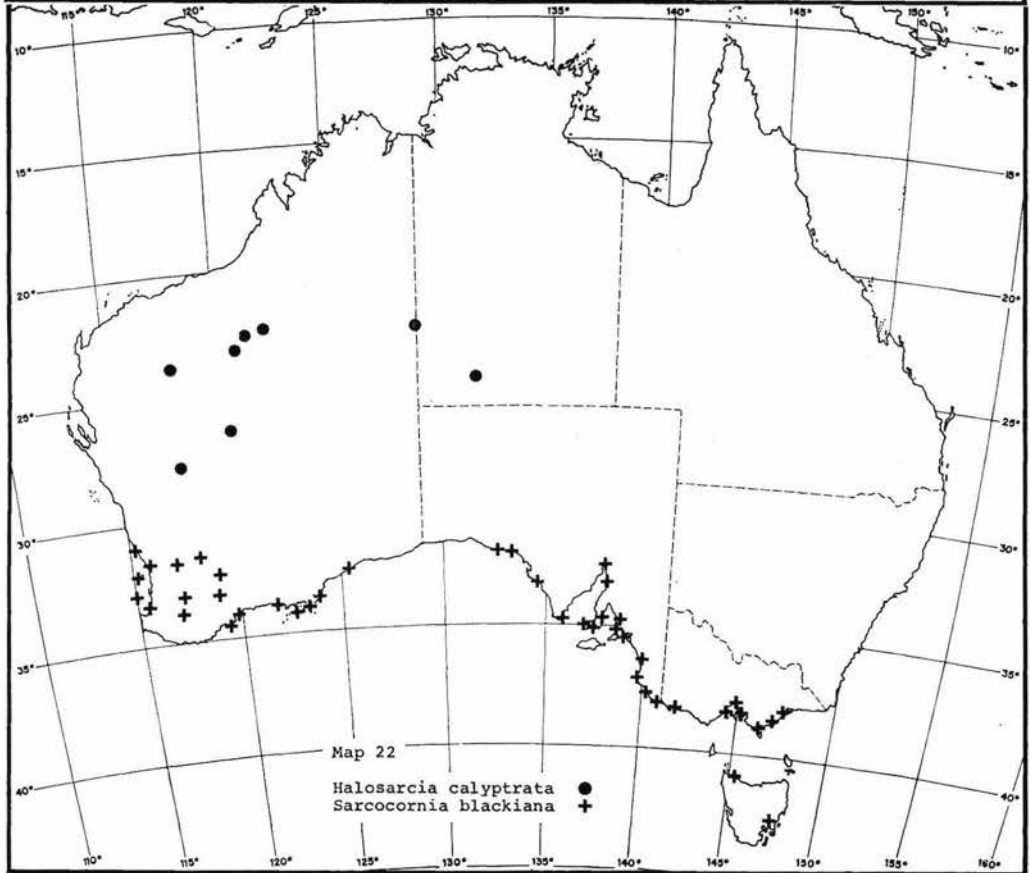 115° 120° 125° 130° 135° 142° 145° 150°
10° 10°
15° 15°
20° 20°
25° 25°
30° 30°
35° 35°
40° 40°
Map 22
Halosarcia calyptrata ●
Sarcocornia blackiana +
110° 115° 120° 125° 130° 135° 140° 145° 150° 155° 160°